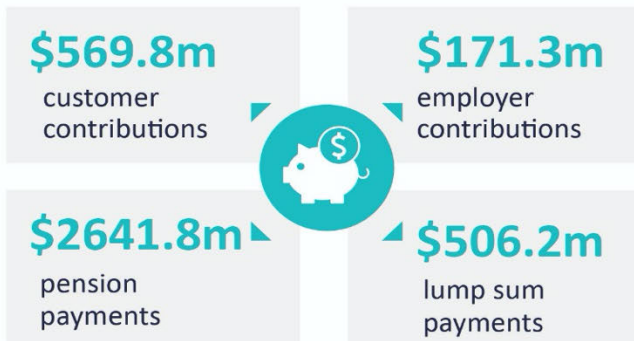 $569.8m
customer
contributions
$171.3m
employer
contributions
$
$2641.8m
pension
payments
$506.2m
lump sum
payments